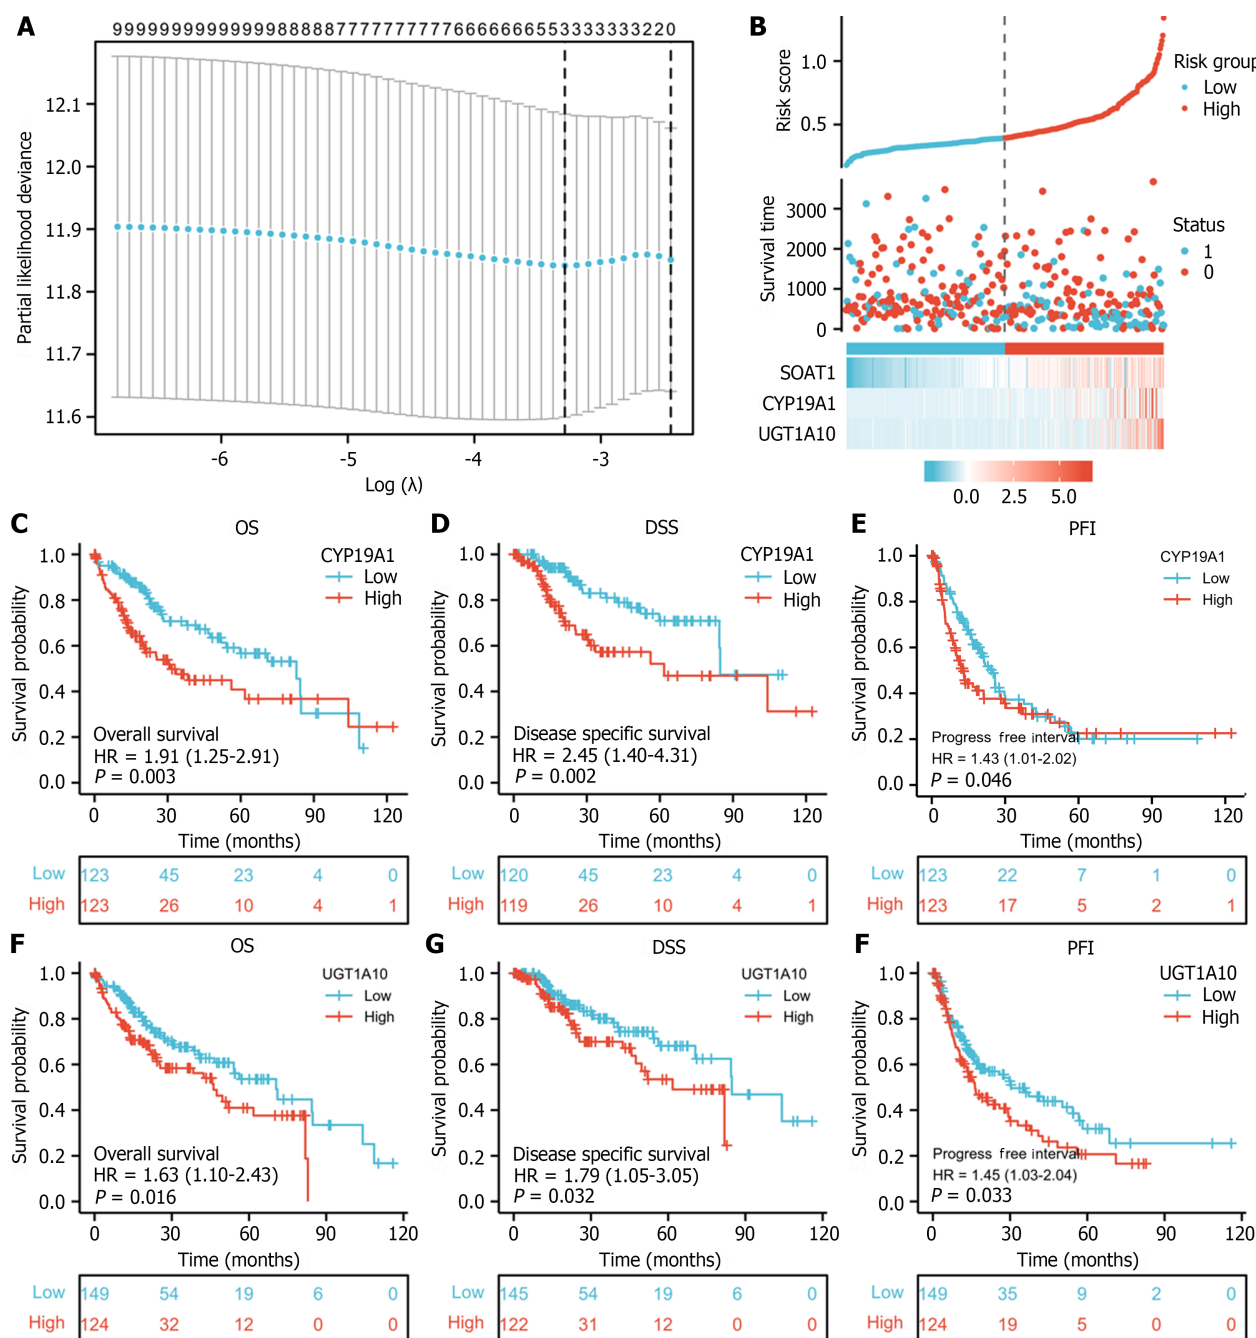 A
99999999999999888887777777777666666655333333332220
Partial likelihood deviance
12.1
12.0
11.9
11.8
11.7
11.6
-6 -5 -4 -3
Log (λ)
B
Risk score
1.0
0.5
Risk group
Low
High
Survival time
3000
2000
1000
0
Status
1
0
SOAT1
CYP19A1
UGT1A10
0.0 2.5 5.0
C
OS
Survival probability
1.0
0.8
0.6
0.4
0.2
0.0
CYP19A1
Low
High
Overall survival
HR = 1.91 (1.25-2.91)
P = 0.003
0 30 60 90 120
Time (months)
Low 123 45 23 4 0
High 123 26 10 4 1
D
DSS
Survival probability
1.0
0.8
0.6
0.4
0.2
0.0
CYP19A1
Low
High
Disease specific survival
HR = 2.45 (1.40-4.31)
P = 0.002
0 30 60 90 120
Time (months)
Low 120 45 23 4 0
High 119 26 10 4 1
E
PFI
Survival probability
1.0
0.8
0.6
0.4
0.2
0.0
CYP19A1
Low
High
Progress free interval
HR = 1.43 (1.01-2.02)
P = 0.046
0 30 60 90 120
Time (months)
Low 123 22 7 1 0
High 123 17 5 2 1
F
OS
Survival probability
1.0
0.8
0.6
0.4
0.2
0.0
UGT1A10
Low
High
Overall survival
HR = 1.63 (1.10-2.43)
P = 0.016
0 30 60 90 120
Time (months)
Low 149 54 19 6 0
High 124 32 12 0 0
G
DSS
Survival probability
1.0
0.8
0.6
0.4
0.2
0.0
UGT1A10
Low
High
Disease specific survival
HR = 1.79 (1.05-3.05)
P = 0.032
0 30 60 90 120
Time (months)
Low 145 54 19 6 0
High 122 31 12 0 0
F
PFI
Survival probability
1.0
0.8
0.6
0.4
0.2
0.0
UGT1A10
Low
High
Progress free interval
HR = 1.45 (1.03-2.04)
P = 0.033
0 30 60 90 120
Time (months)
Low 149 35 9 2 0
High 124 19 5 0 0